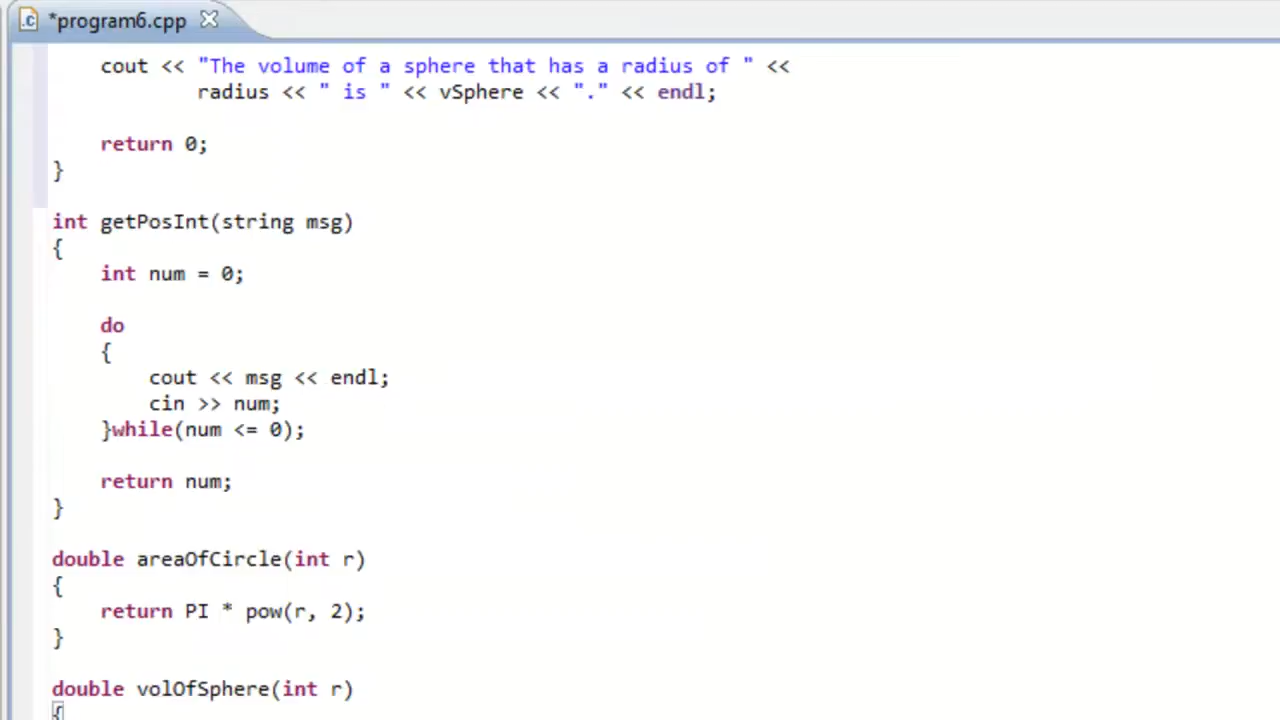 *program6.cpp
cout << "The volume of a sphere that has a radius of " <<
radius << " is " << vSphere << "." << endl;
return 0;
}
int getPosInt(string msg)
{
int num = 0;
do
{
cout << msg << endl;
cin >> num;
}while(num <= 0);
return num;
}
double areaOfCircle(int r)
{
return PI * pow(r, 2);
}
double volOfSphere(int r)
{